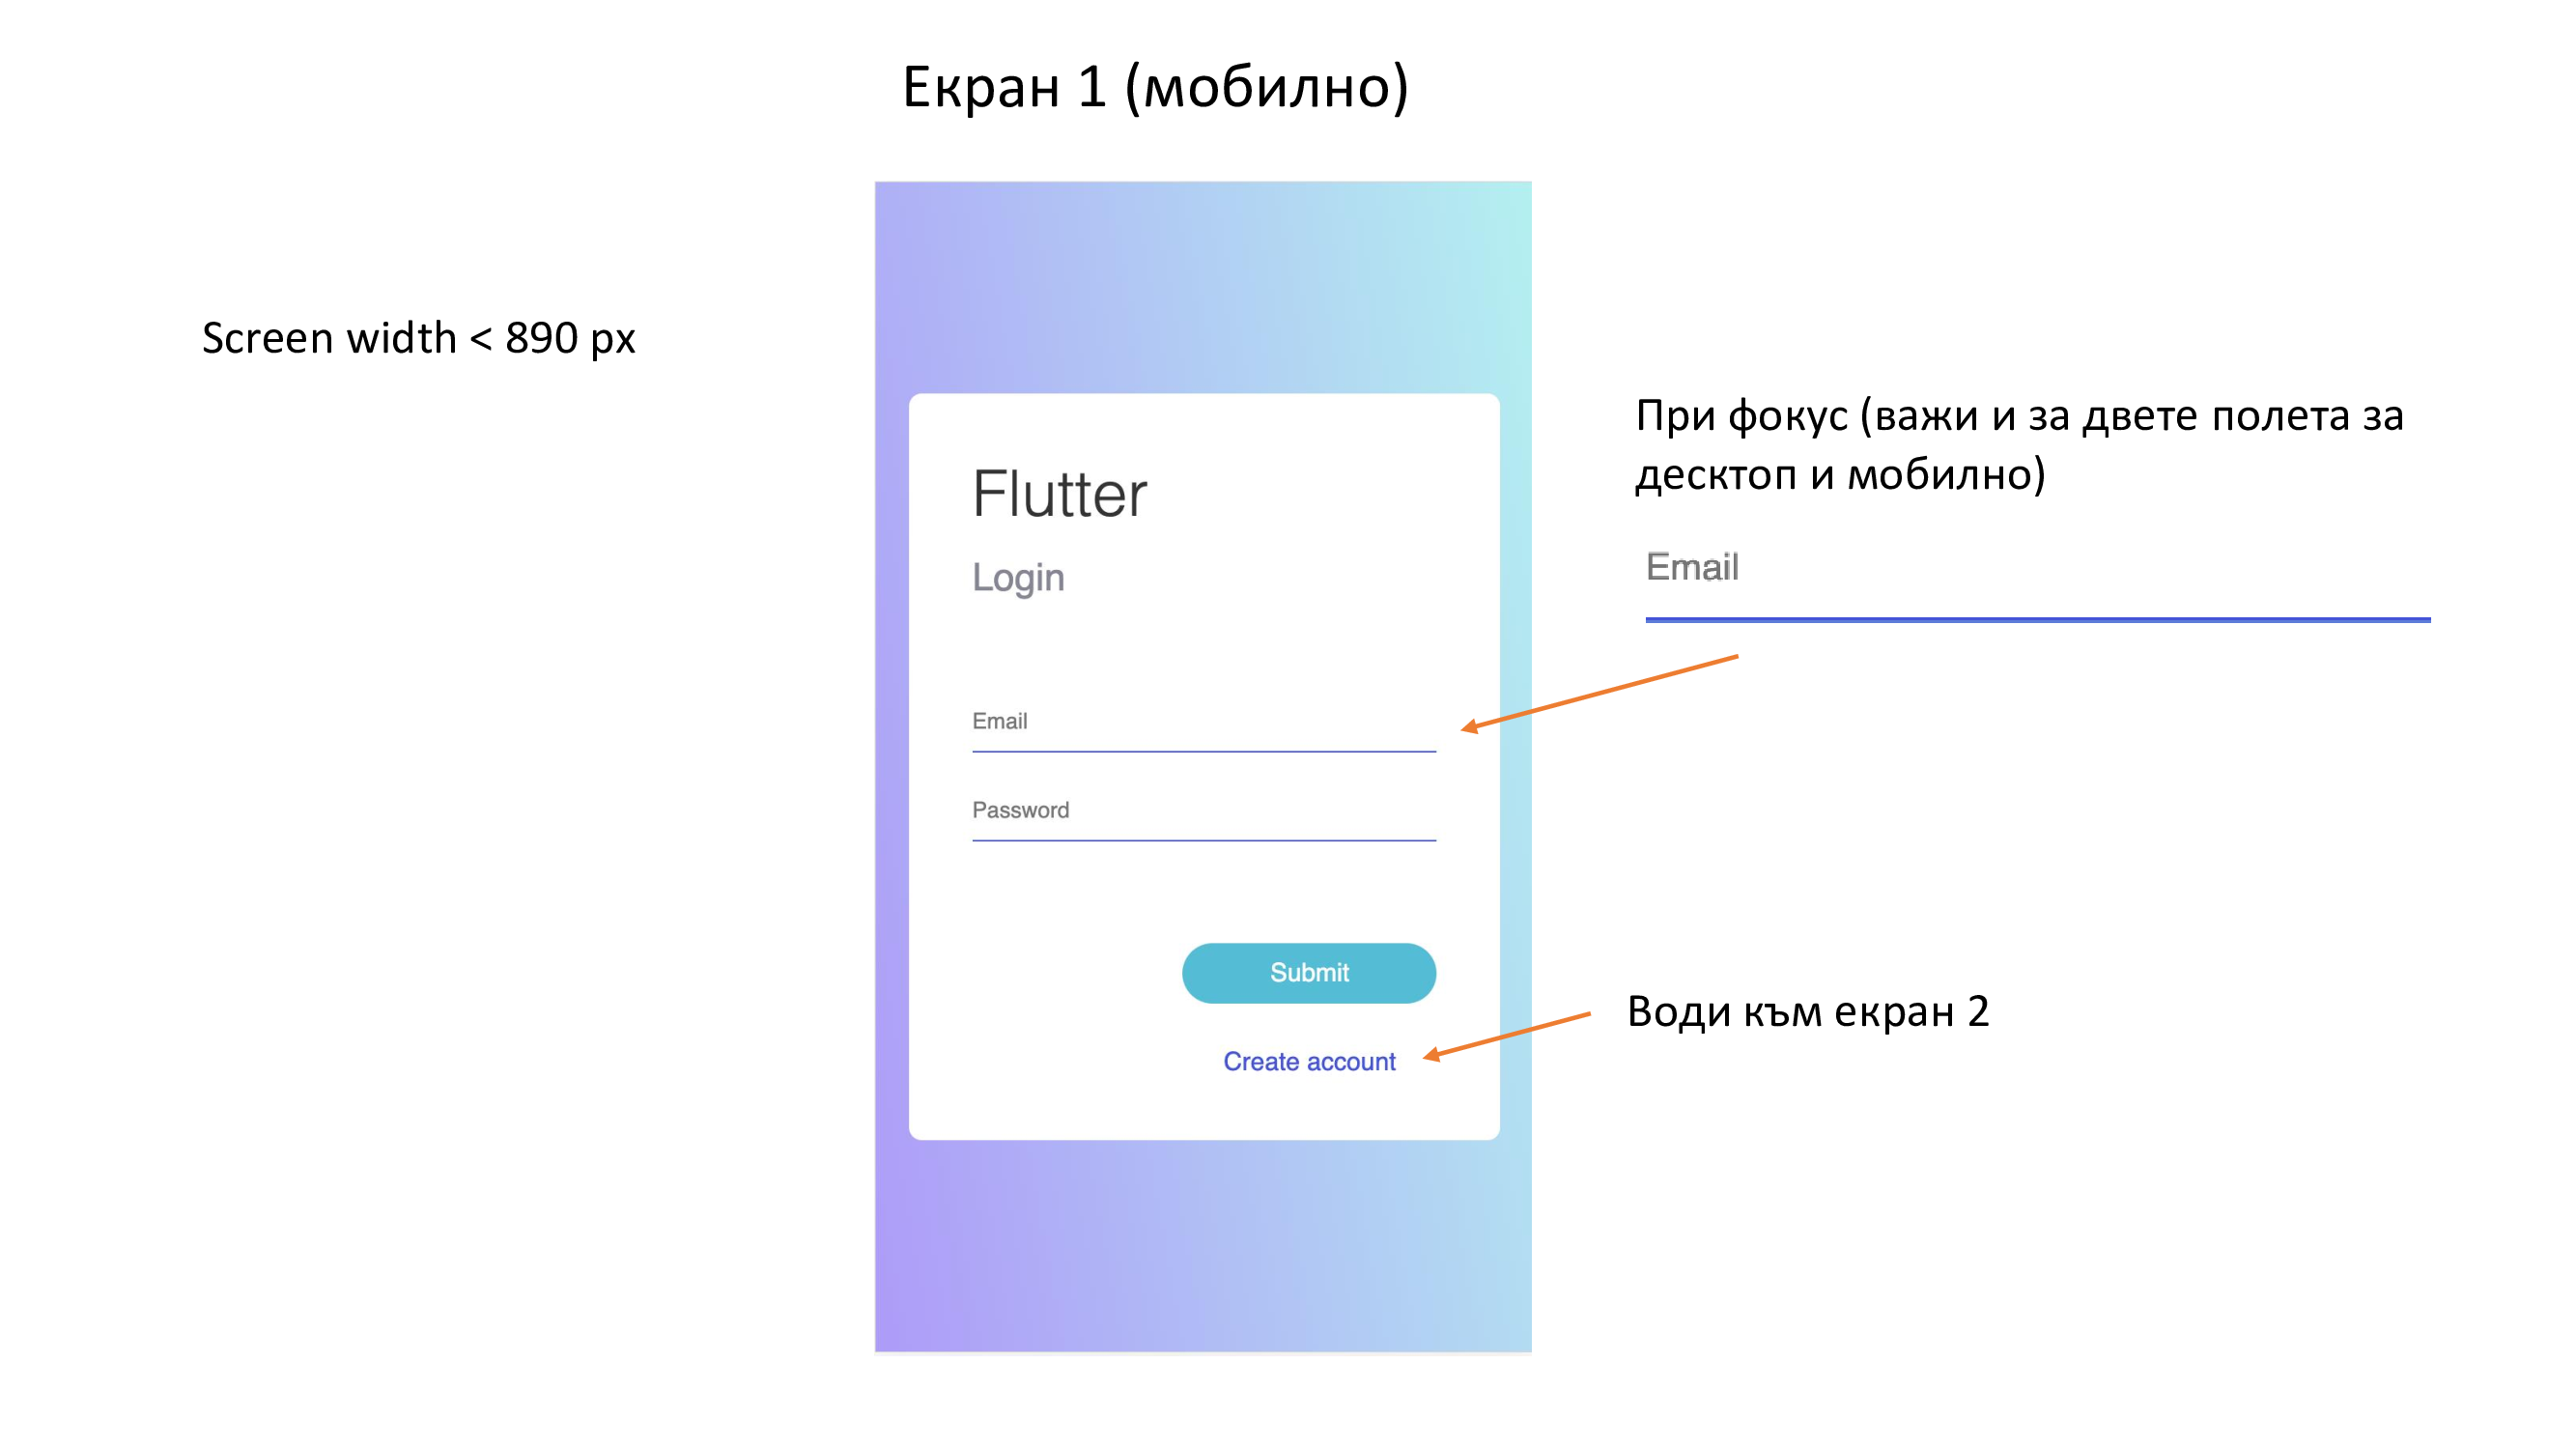 Екран 1 (мобилно)
Screen width < 890 px
При фокус (важи и за двете полета за
десктоп и мобилно)
Email
Flutter
Login
Email
Password
Submit
Води към екран 2
Create account